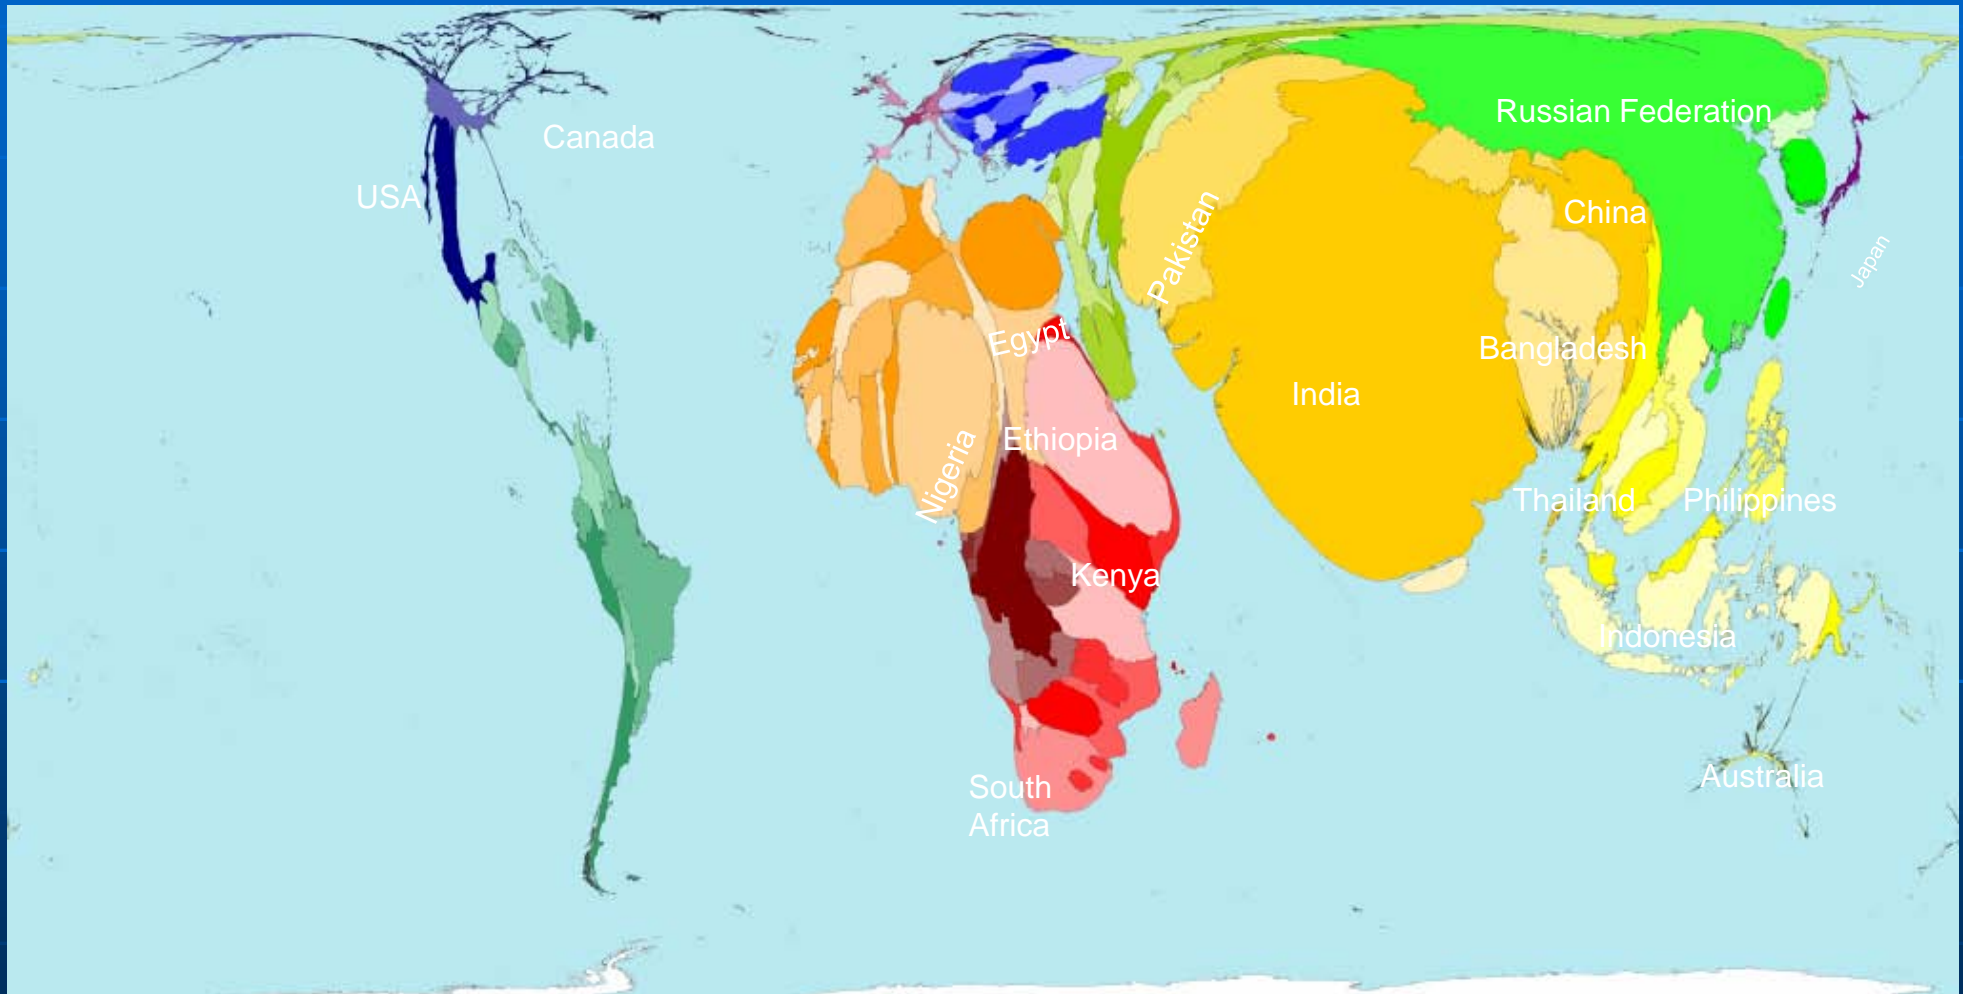 Russian Federation
Canada
USA
China
Pakistan
Japan
Egypt
Bangladesh
India
Ethiopia
Nigeria
Thailand
Philippines
Kenya
Indonesia
Australia
South
Africa